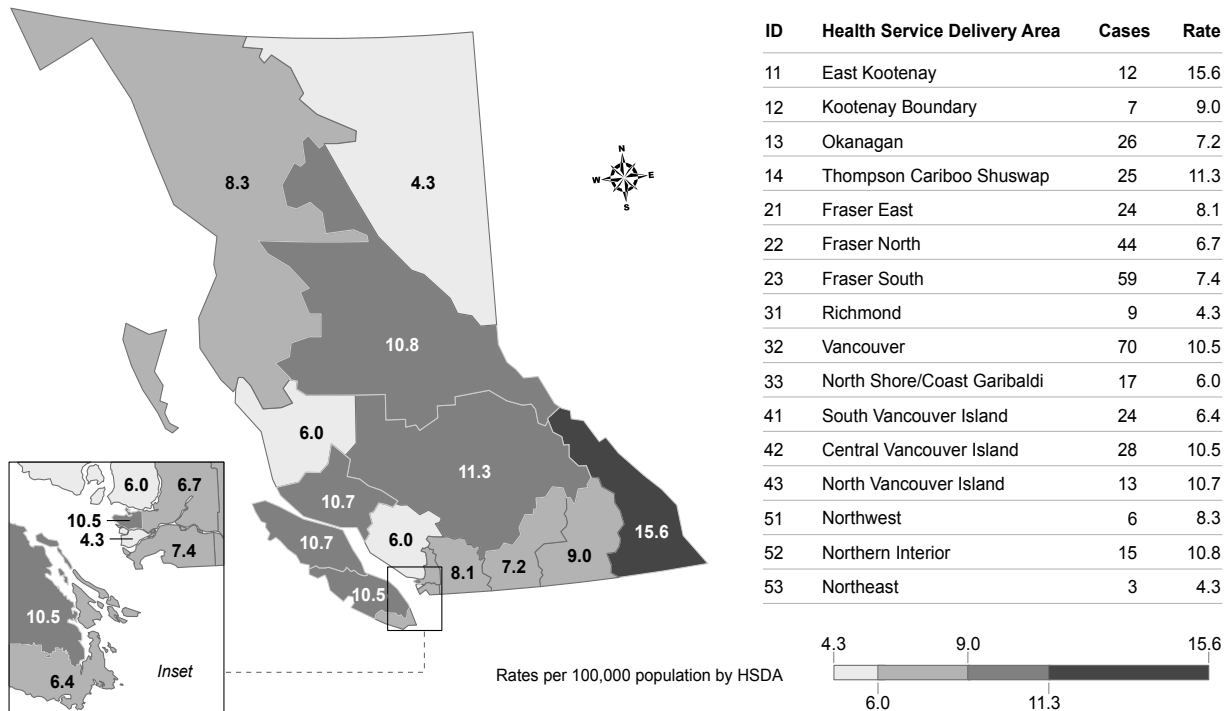 ID Health Service Delivery Area Cases Rate
11 East Kootenay 12 15.6
12 Kootenay Boundary 7 9.0
13 Okanagan 26 7.2
14 Thompson Cariboo Shuswap 25 11.3
21 Fraser East 24 8.1
22 Fraser North 44 6.7
23 Fraser South 59 7.4
31 Richmond 9 4.3
32 Vancouver 70 10.5
33 North Shore/Coast Garibaldi 17 6.0
41 South Vancouver Island 24 6.4
42 Central Vancouver Island 28 10.5
43 North Vancouver Island 13 10.7
51 Northwest 6 8.3
52 Northern Interior 15 10.8
53 Northeast 3 4.3
N
W E
S
8.3 4.3
10.8
6.0
11.3
10.7
10.7 6.0 15.6
8.1 7.2 9.0
10.5
6.0 6.7
10.5
4.3
7.4
10.5
6.4
Inset
Rates per 100,000 population by HSDA
4.3 9.0 15.6
6.0 11.3